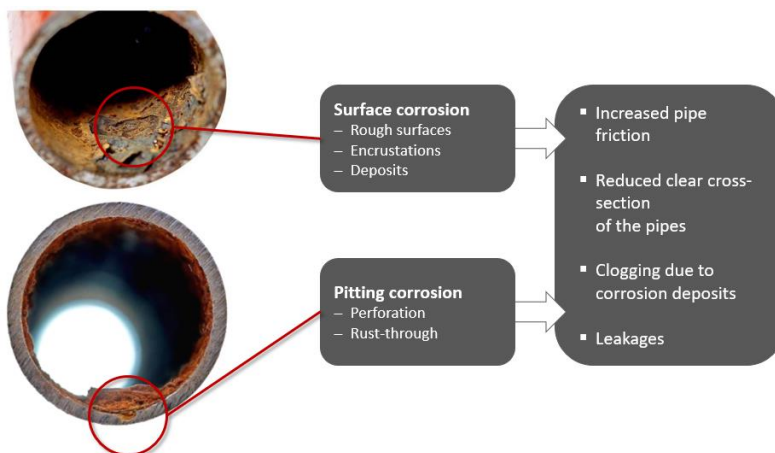 Surface corrosion
– Rough surfaces
– Encrustations
– Deposits
Pitting corrosion
– Perforation
– Rust-through
▪ Increased pipe
friction
▪ Reduced clear cross-
section
of the pipes
▪ Clogging due to
corrosion deposits
▪ Leakages